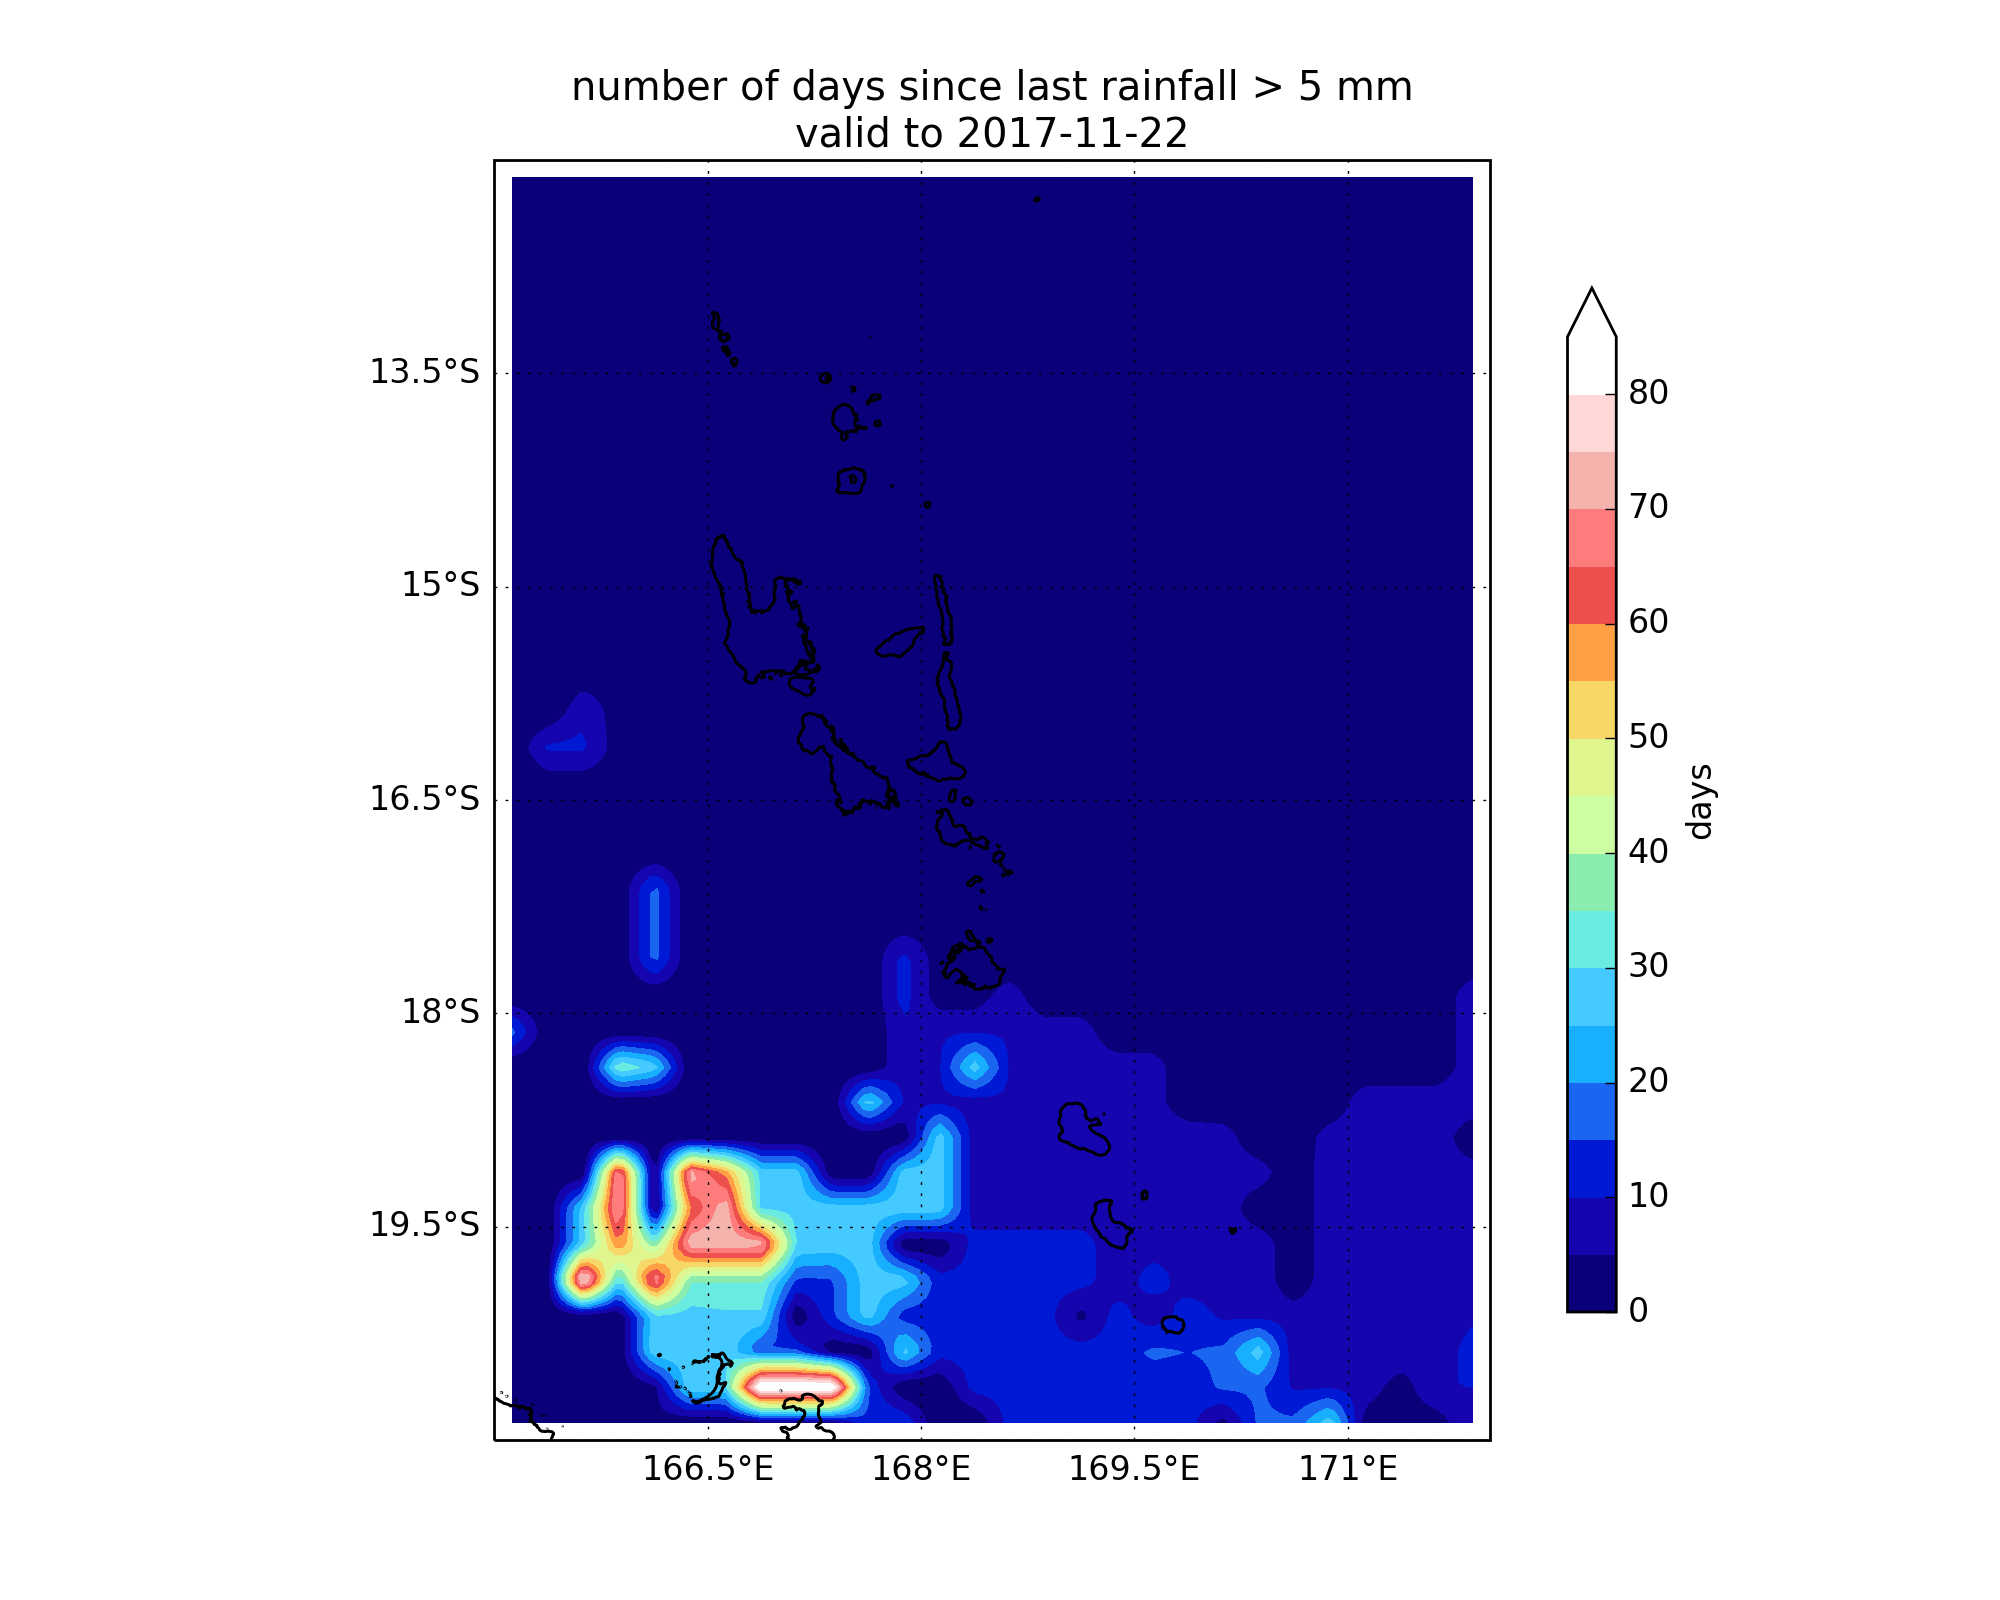 number of days since last rainfall > 5 mm
valid to 2017-11-22
13.5°S
15°S
16.5°S
18°S
19.5°S
166.5°E
168°E
169.5°E
171°E
80
70
60
50
40
30
20
10
0
days